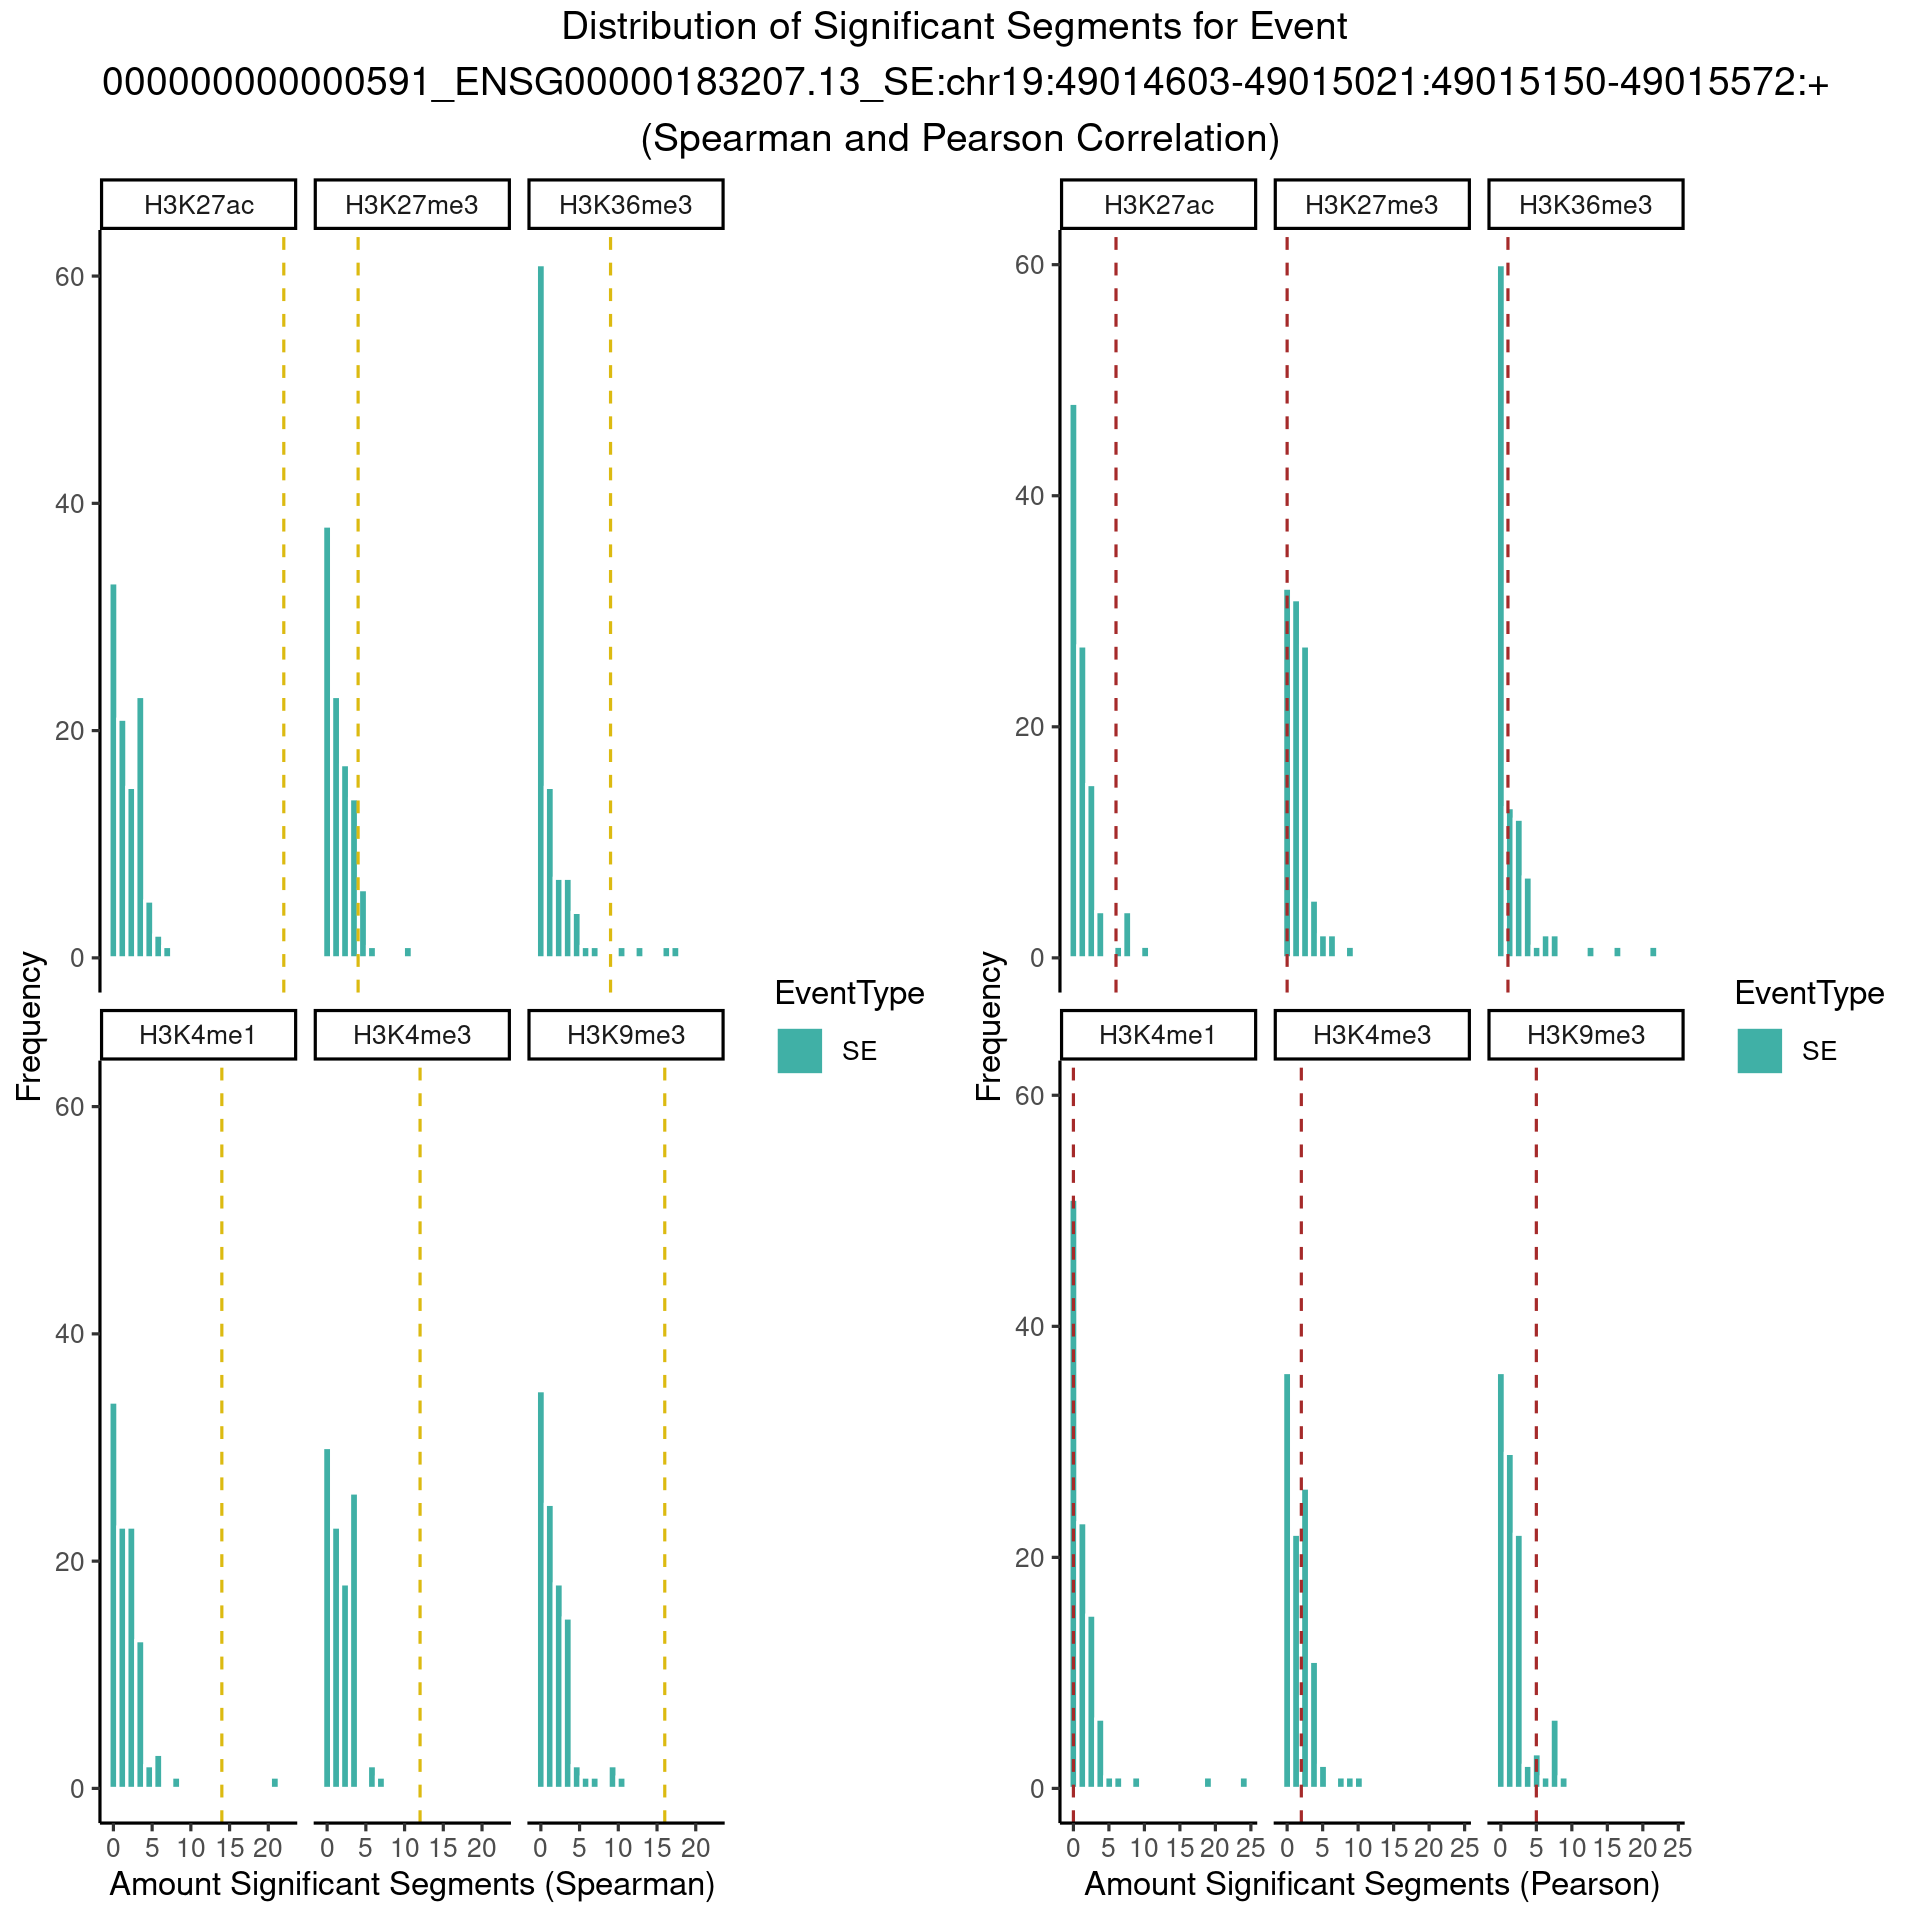 Distribution of Significant Segments for Event
000000000000591_ENSG00000183207.13_SE:chr19:49014603-49015021:49015150-49015572:+
(Spearman and Pearson Correlation)
H3K27ac H3K27me3 H3K36me3
60
40
20
0
H3K4me1 H3K4me3 H3K9me3
60
40
20
0
0 5 10 15 20 0 5 10 15 20 0 5 10 15 20
Frequency
Amount Significant Segments (Spearman)
EventType
SE
H3K27ac H3K27me3 H3K36me3
60
40
20
0
H3K4me1 H3K4me3 H3K9me3
60
40
20
0
0 5 10 15 20 25 0 5 10 15 20 25 0 5 10 15 20 25
Frequency
Amount Significant Segments (Pearson)
EventType
SE